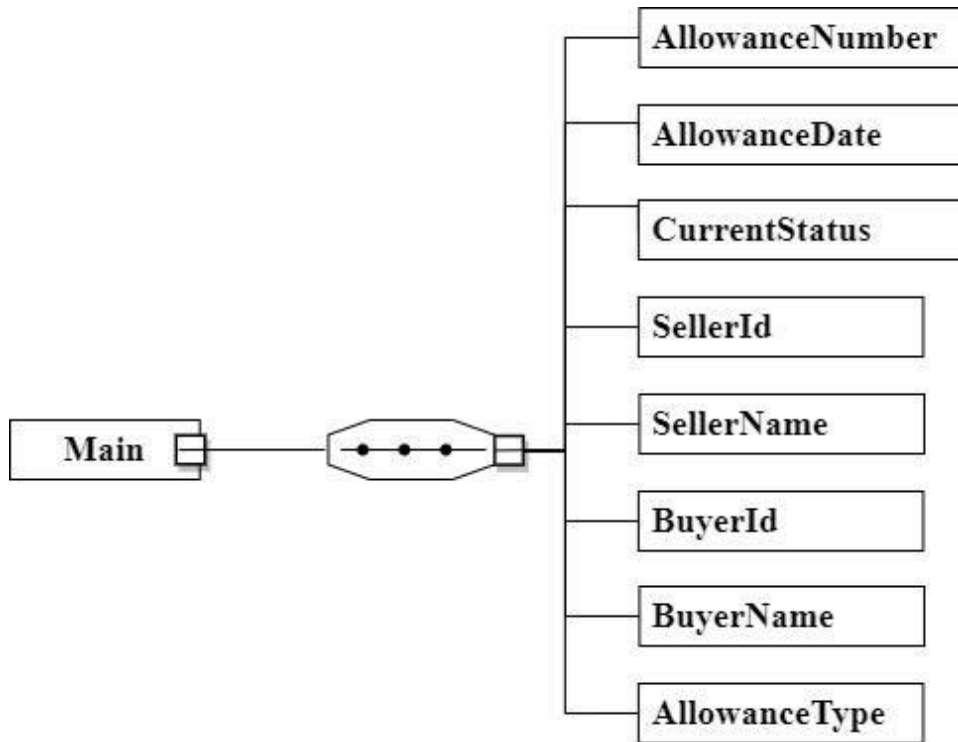 AllowanceNumber
AllowanceDate
CurrentStatus
SellerId
Main
SellerName
BuyerId
BuyerName
AllowanceType